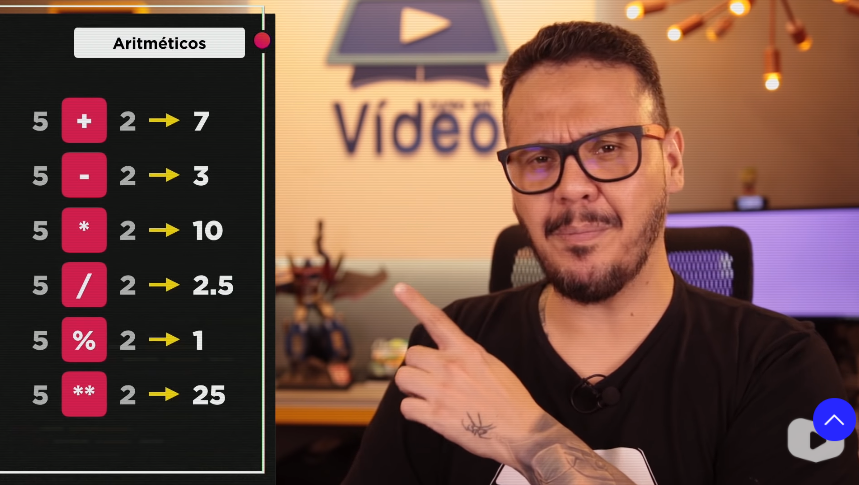 Aritméticos
5 + 2 → 7
5 - 2 → 3
5 * 2 → 10
5 / 2 → 2.5
5 % 2 → 1
5 ** 2 → 25
Vídeo